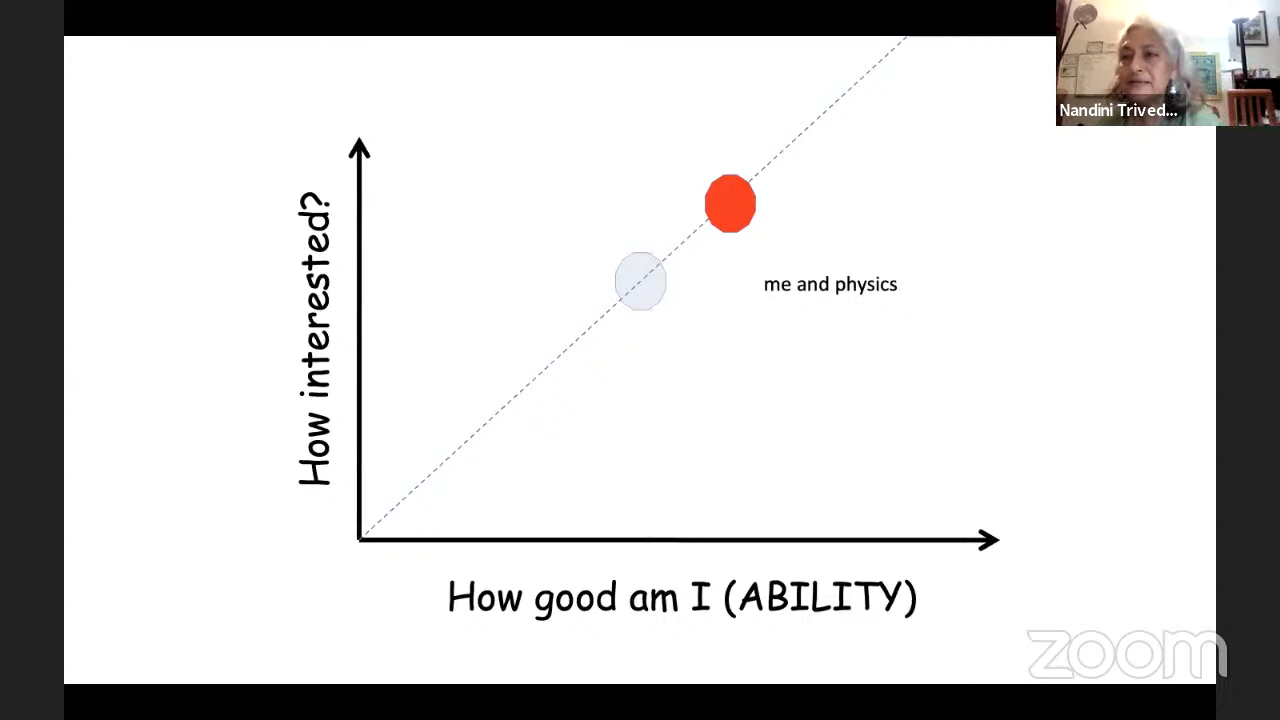 Nandini Trived...
How interested?
me and physics
How good am I (ABILITY)
zoom